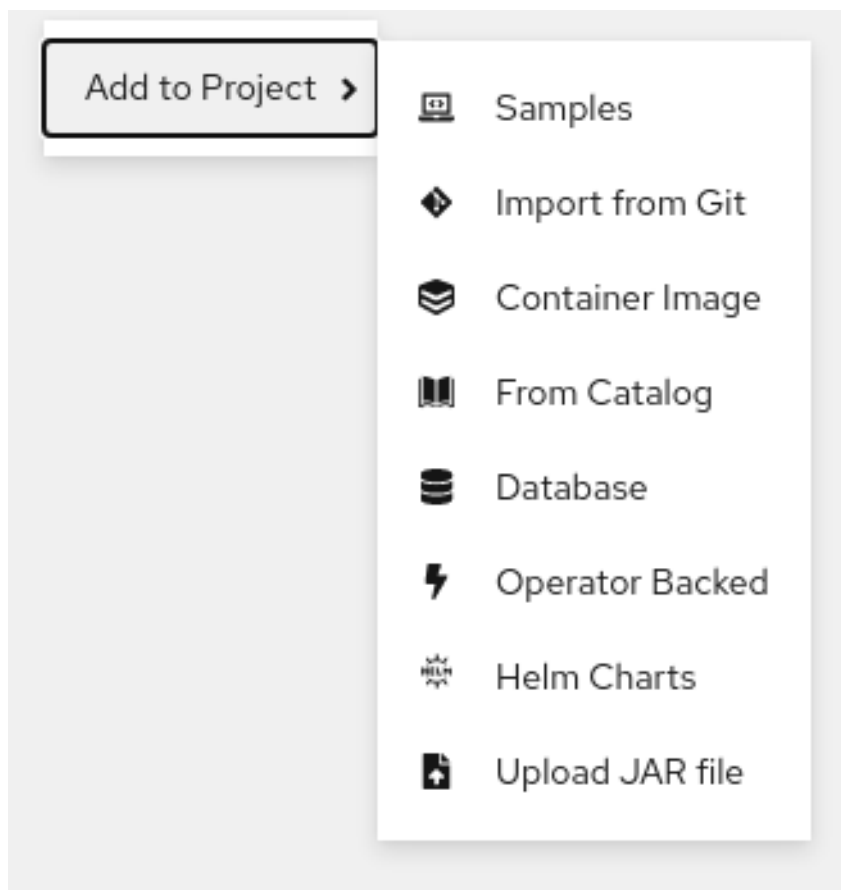 Add to Project
Samples
Import from Git
Container Image
From Catalog
Database
Operator Backed
HELM
Helm Charts
Upload JAR file